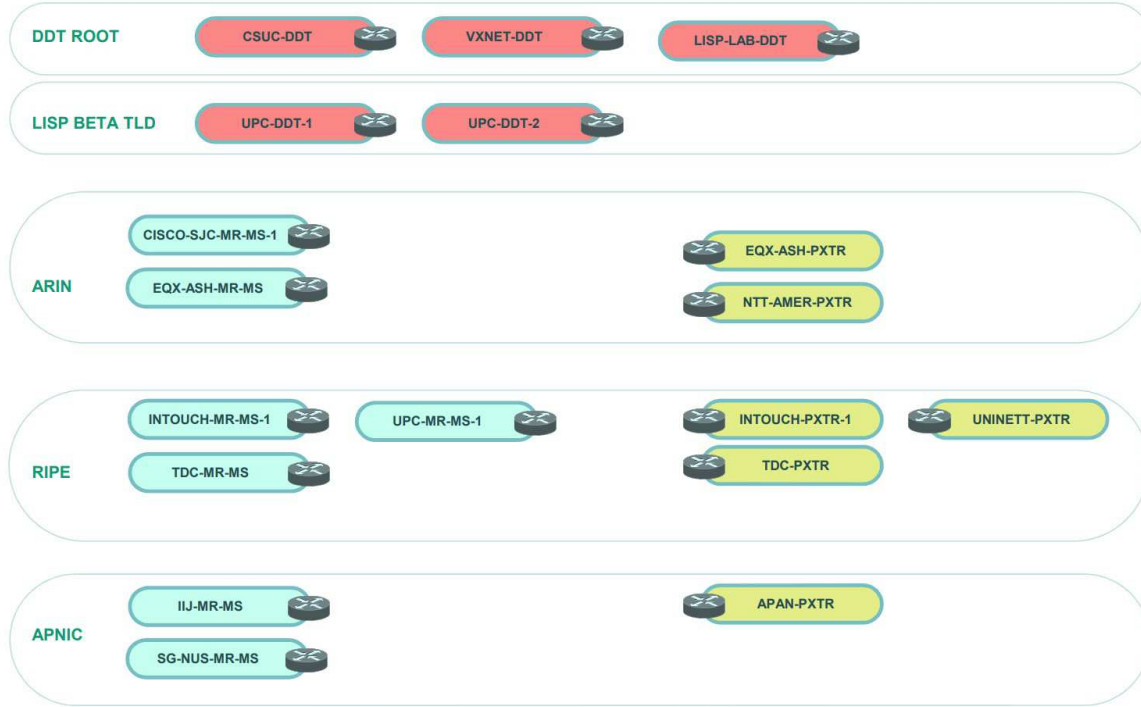 DDT ROOT
CSUC-DDT
VXNET-DDT
LISP-LAB-DDT
LISP BETA TLD
UPC-DDT-1
UPC-DDT-2
ARIN
CISCO-SJC-MR-MS-1
EQX-ASH-PXTR
EQX-ASH-MR-MS
NTT-AMER-PXTR
RIPE
INTOUCH-MR-MS-1
UPC-MR-MS-1
INTOUCH-PXTR-1
UNINETT-PXTR
TDC-MR-MS
TDC-PXTR
APNIC
IIJ-MR-MS
APAN-PXTR
SG-NUS-MR-MS